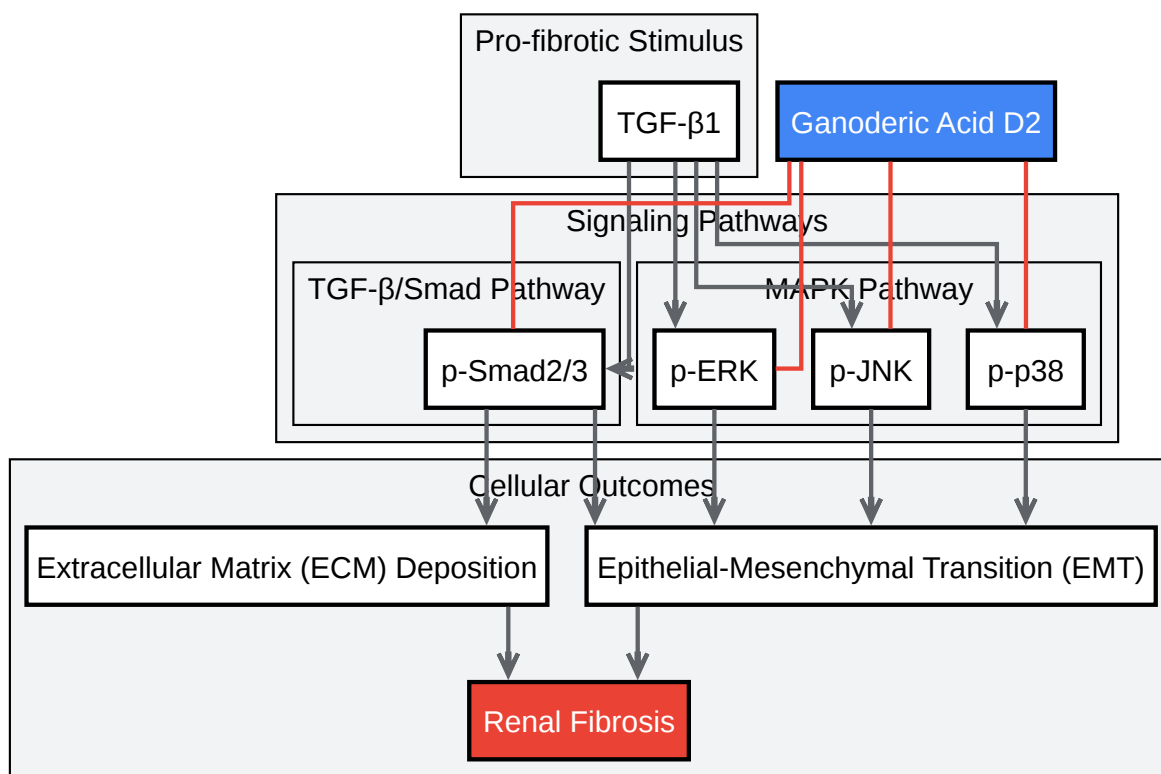 Pro-fibrotic Stimulus
TGF-β1
Ganoderic Acid D2
Signaling Pathways
TGF-β/Smad Pathway
MAPK Pathway
p-Smad2/3
p-ERK
p-JNK
p-p38
Cellular Outcomes
Extracellular Matrix (ECM) Deposition
Epithelial-Mesenchymal Transition (EMT)
Renal Fibrosis